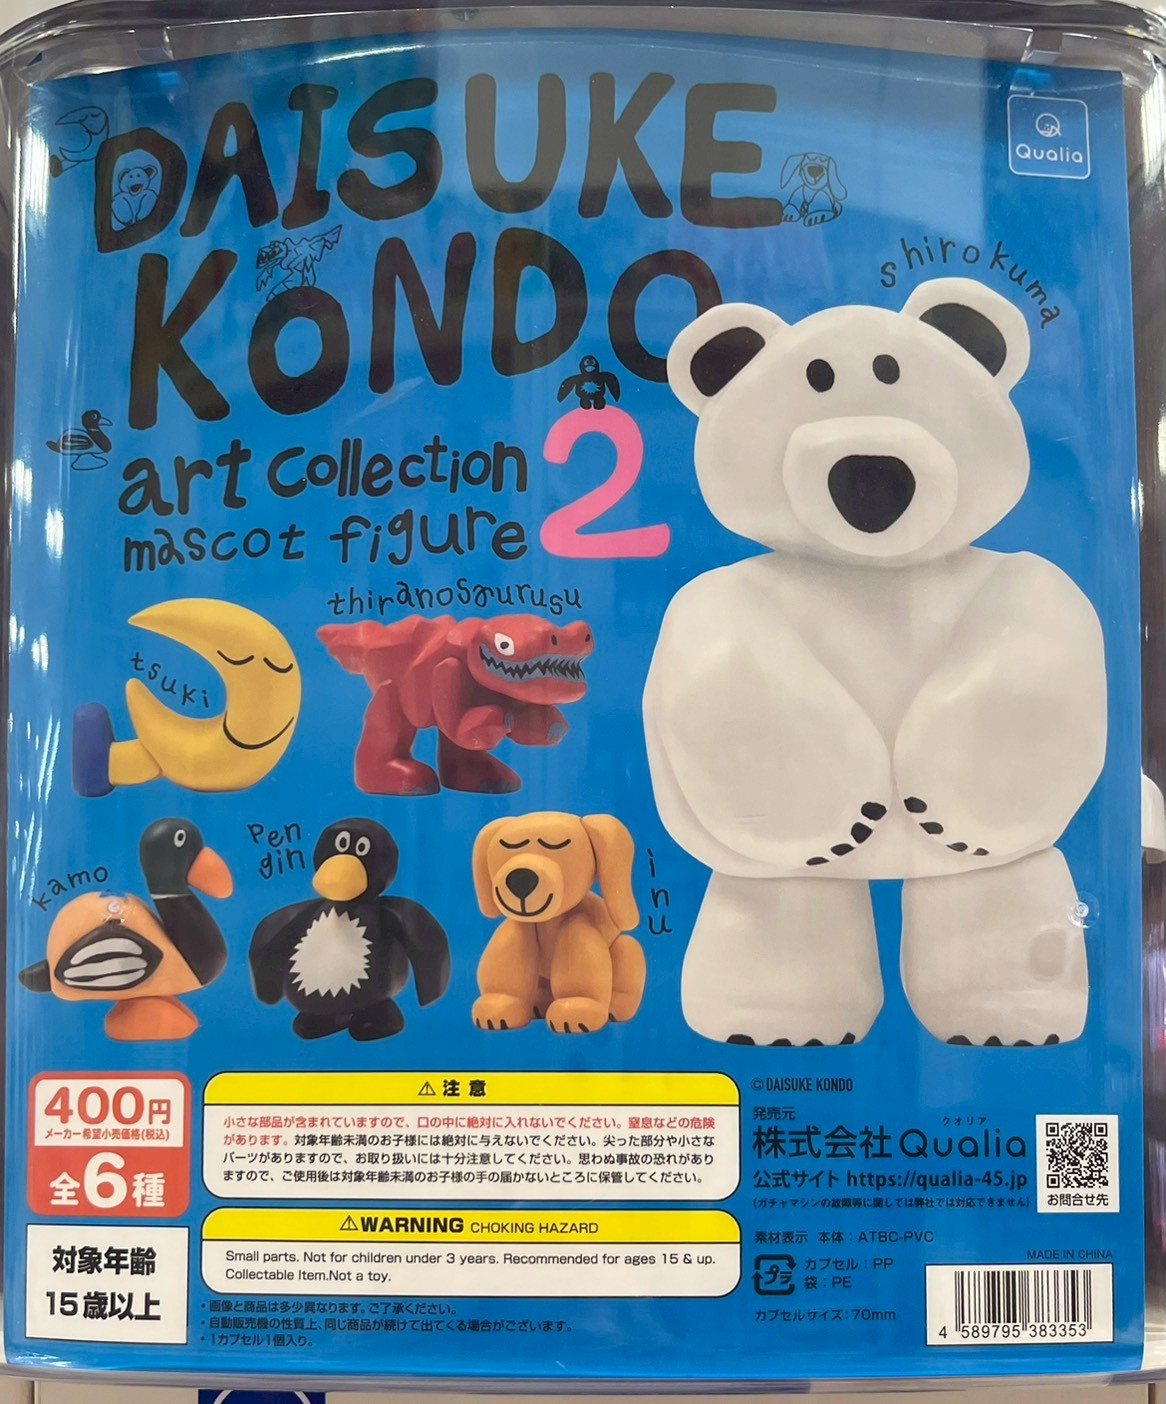 DAISUKE
KONDO
Qualia
shirokuma
art collection
mascot figure 2
thiranosaurusu
tsuki
kamo
Pen
gin
inu
400円
メーカー希望小売価格(税込)
全6種
対象年齢
15歳以上
⚠注意
小さな部品が含まれていますので、口の中に絶対に入れないでください。窒息などの危険
があります。対象年齢未満のお子様には絶対に与えないでください。尖った部分や小さな
パーツがありますので、お取り扱いには十分注意してください。思わぬ事故の恐れがあり
ますので、ご使用後は対象年齢未満のお子様の手の届かないところに保管してください。
⚠WARNING CHOKING HAZARD
Small parts. Not for children under 3 years. Recommended for ages 15 & up.
Collectable Item.Not a toy.
・画像と商品は多少異なります。ご了承ください。
・自動販売機の性質上、同じ商品が続けて出てくる場合がございます。
・1カプセル1個入り。
©DAISUKE KONDO
発売元
クオリア
株式会社Qualia
公式サイト https://qualia-45.jp
(ガチャマシンの故障等に関しては弊社では対応できません)
お問合せ先
素材表示 本体：ATBC-PVC
プラ
カプセル：PP
袋：PE
カプセルサイズ：70mm
MADE IN CHINA
4 589795 383353